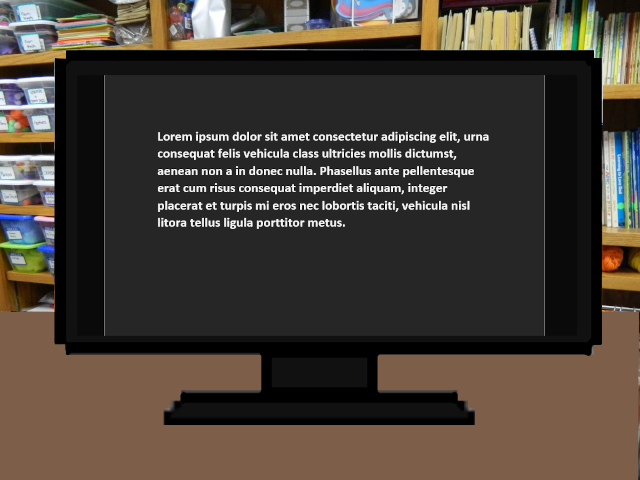 Lorem ipsum dolor sit amet consectetur adipiscing elit, urna
consequat felis vehicula class ultricies mollis dictumst,
aenean non a in donec nulla. Phasellus ante pellentesque
erat cum risus consequat imperdiet aliquam, integer
placerat et turpis mi eros nec lobortis taciti, vehicula nisl
litora tellus ligula porttitor metus.